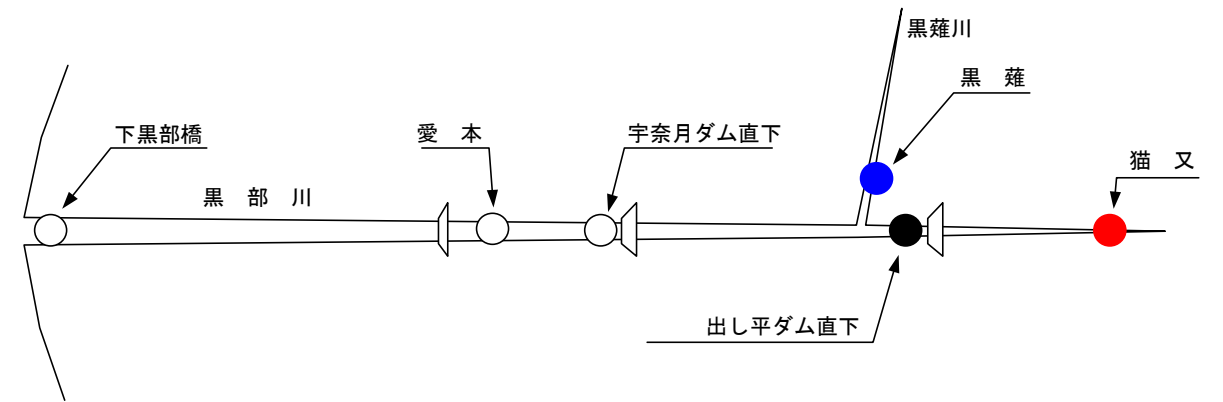 黒薙川
黒　薙
下黒部橋
愛　本
宇奈月ダム直下
猫　又
黒　部　川
出し平ダム直下